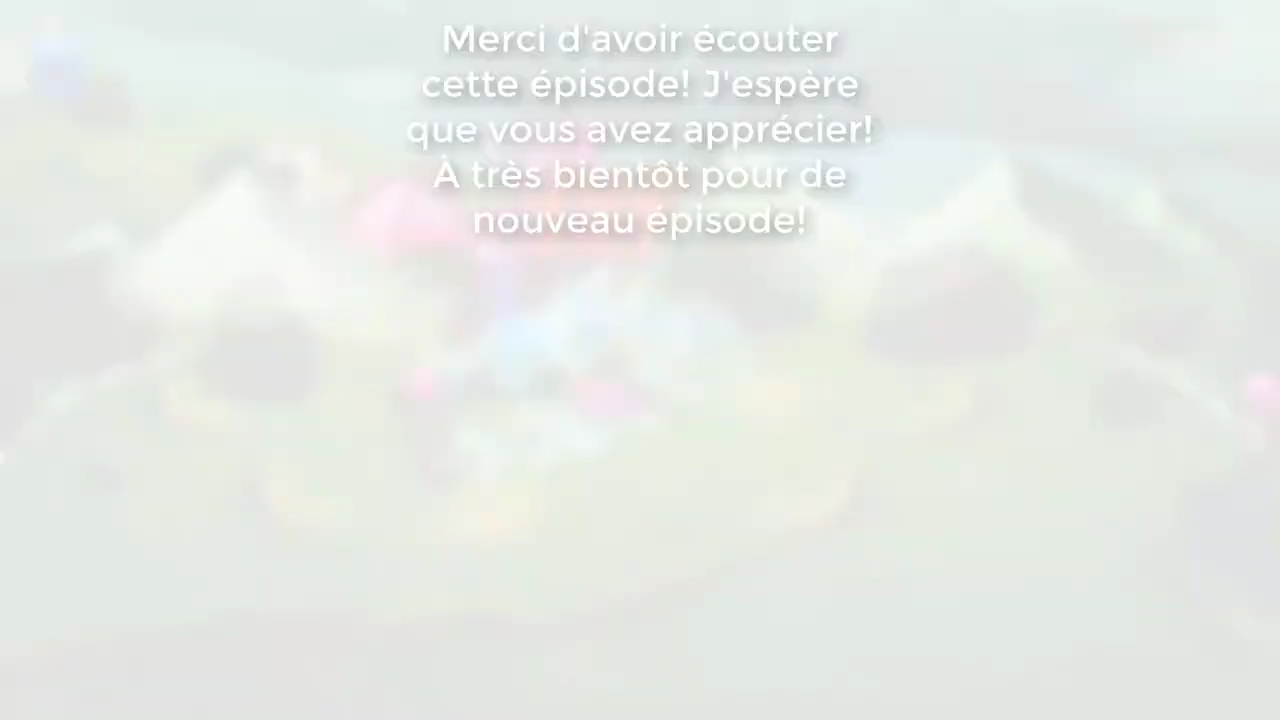 Merci d'avoir écouter
cette épisode! J'espère
que vous avez apprécier!
À très bientôt pour de
nouveau épisode!